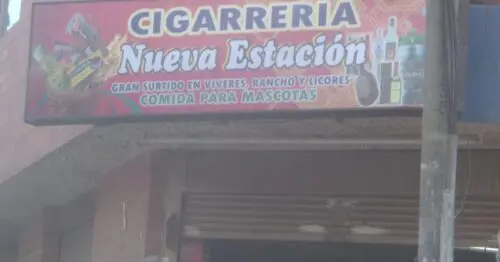 CIGARRERIA
Nueva Estación
GRAN SURTIDO EN VIVERES, RANCHO Y LICORES
COMIDA PARA MASCOTAS